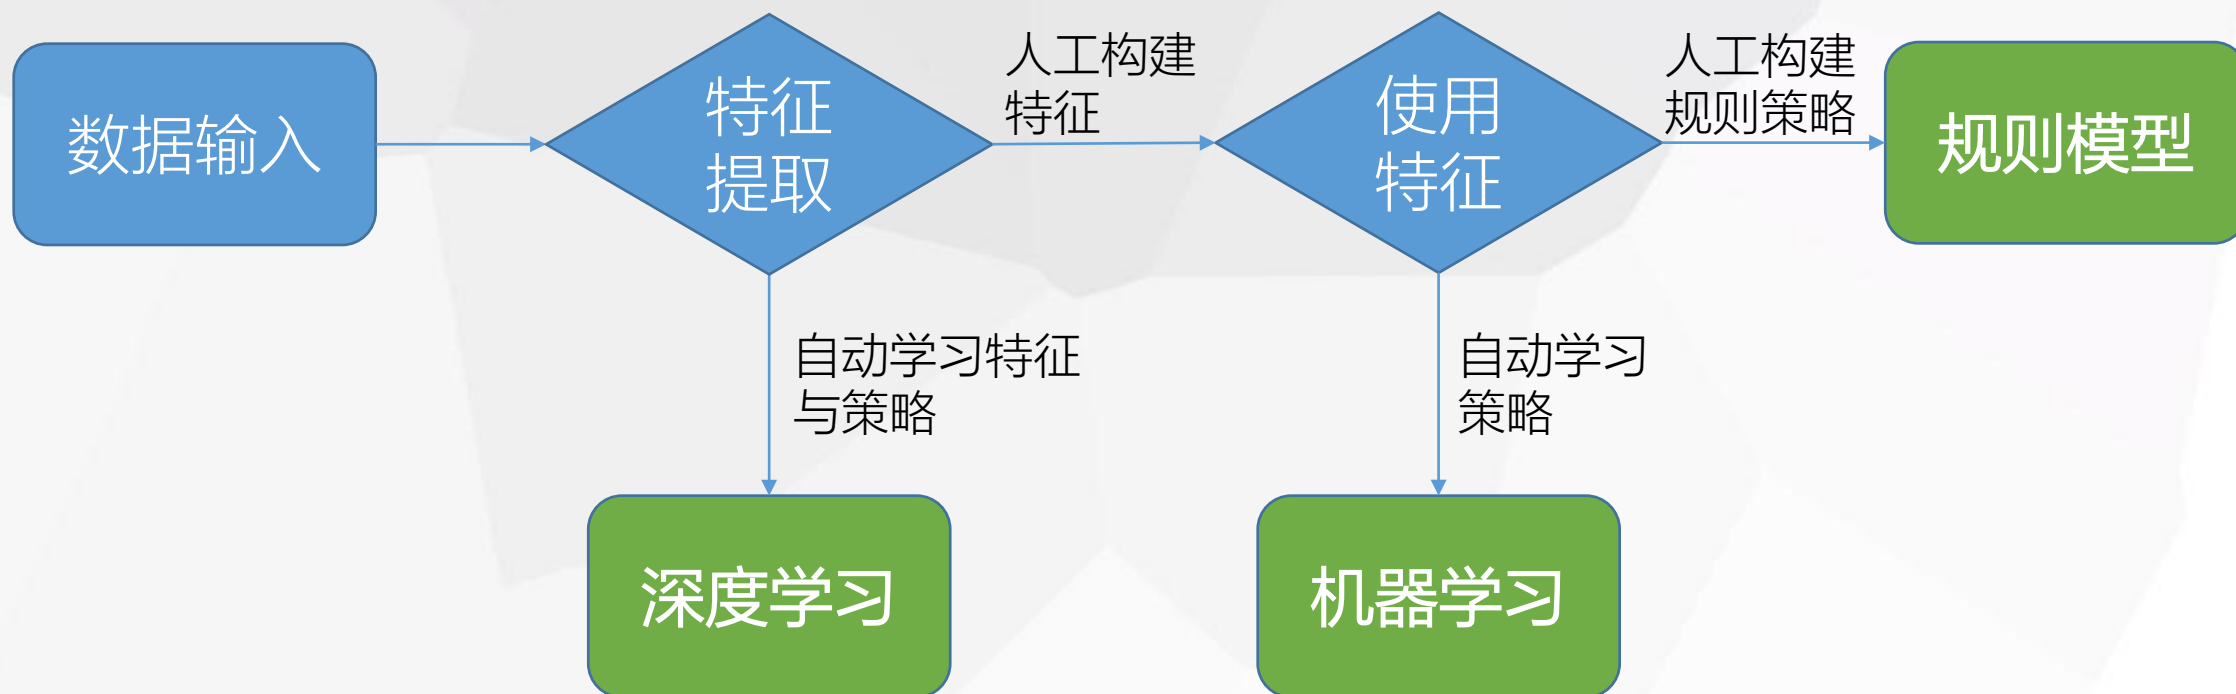 数据输入
特征
提取
人工构建
特征
使用
特征
人工构建
规则策略
规则模型
自动学习特征
与策略
自动学习
策略
深度学习
机器学习